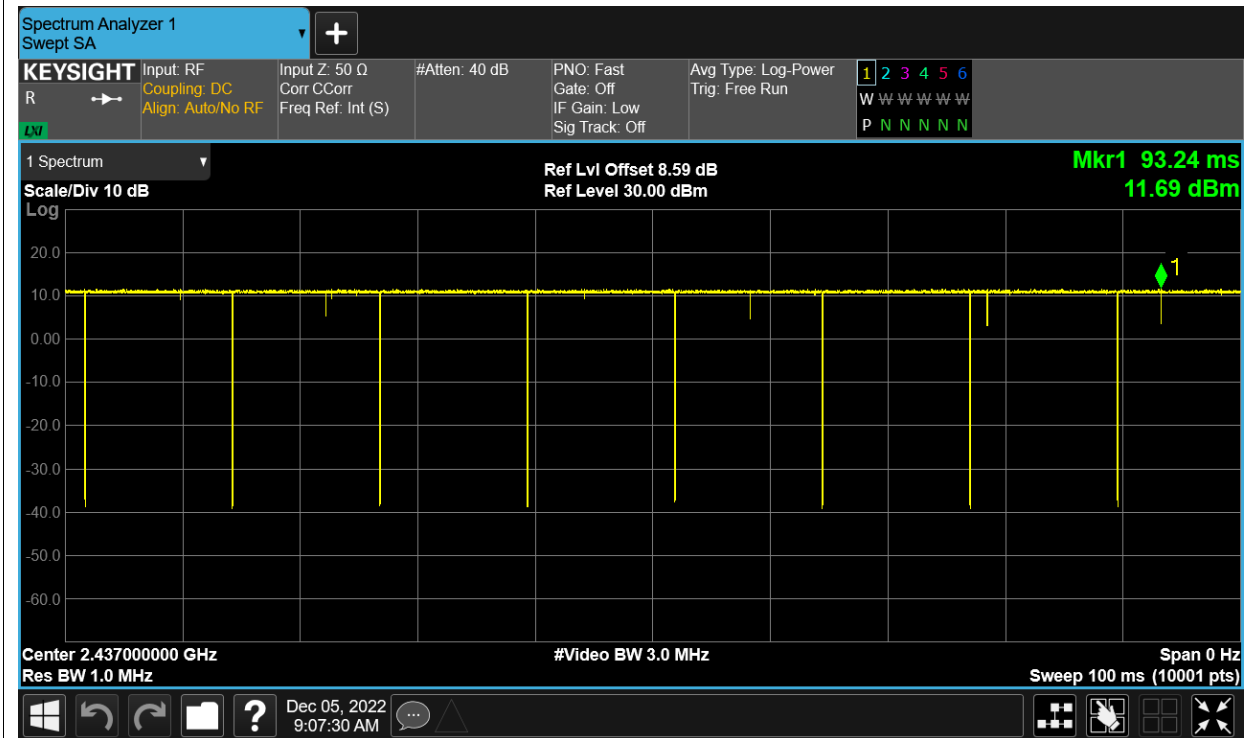 Spectrum Analyzer 1
Swept SA
+
KEYSIGHT
R
LXI
Input: RF
Coupling: DC
Align: Auto/No RF
Input Z: 50 Ω
Corr CCorr
Freq Ref: Int (S)
#Atten: 40 dB
PNO: Fast
Gate: Off
IF Gain: Low
Sig Track: Off
Avg Type: Log-Power
Trig: Free Run
1 2 3 4 5 6
W W W W W W
P N N N N N
1 Spectrum
Scale/Div 10 dB
Log
Ref Lvl Offset 8.59 dB
Ref Level 30.00 dBm
Mkr1 93.24 ms
11.69 dBm
1
20.0
10.0
0.00
-10.0
-20.0
-30.0
-40.0
-50.0
-60.0
Center 2.437000000 GHz
Res BW 1.0 MHz
#Video BW 3.0 MHz
Span 0 Hz
Sweep 100 ms (10001 pts)
?
Dec 05, 2022
9:07:30 AM